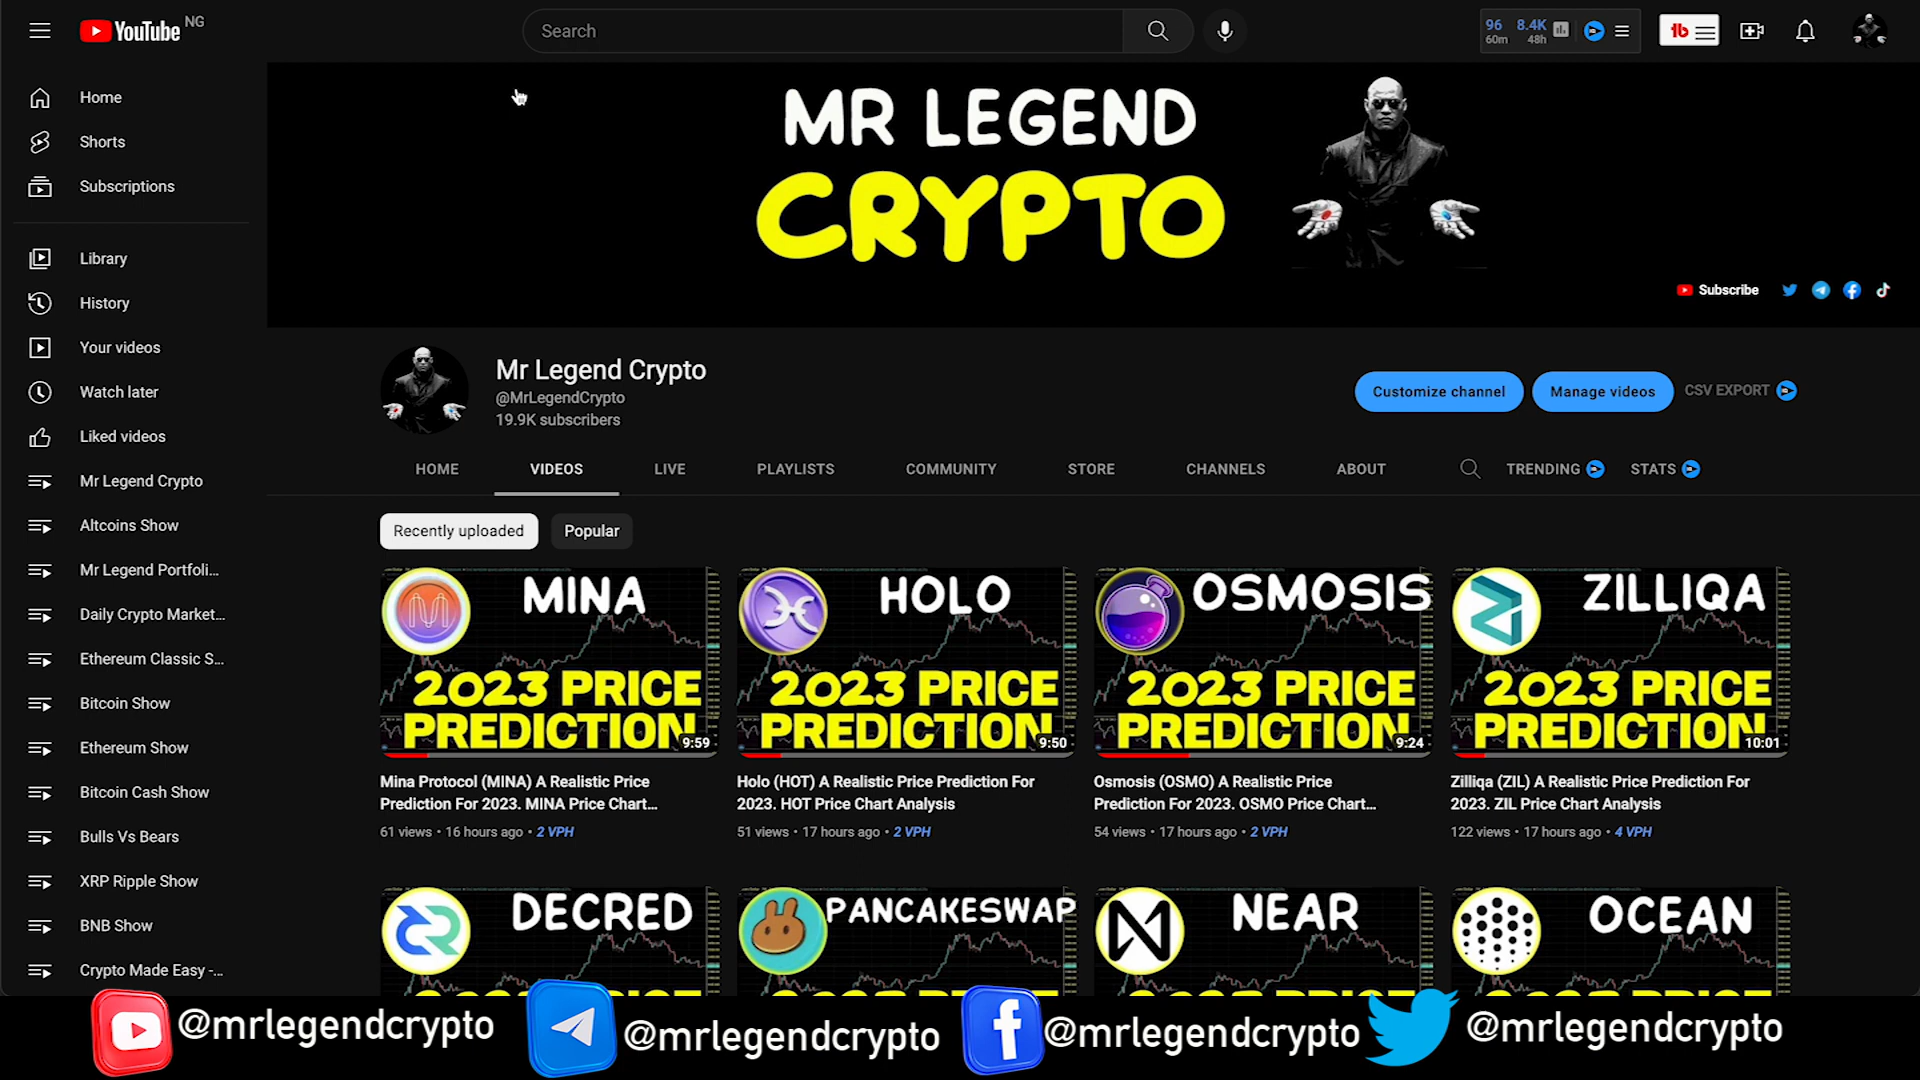 YouTube NG
Search
96 60m 8.4K 48h
MR LEGEND
CRYPTO
Subscribe
Home
Shorts
Subscriptions
Library
History
Your videos
Watch later
Liked videos
Mr Legend Crypto
Altcoins Show
Mr Legend Portfoli...
Daily Crypto Market...
Ethereum Classic S...
Bitcoin Show
Ethereum Show
Bitcoin Cash Show
Bulls Vs Bears
XRP Ripple Show
BNB Show
Crypto Made Easy -...
Mr Legend Crypto
@MrLegendCrypto
19.9K subscribers
Customize channel
Manage videos
CSV EXPORT
HOME VIDEOS LIVE PLAYLISTS COMMUNITY STORE CHANNELS ABOUT TRENDING STATS
Recently uploaded Popular
MINA
2023 PRICE
PREDICTION
9:59
Mina Protocol (MINA) A Realistic Price
Prediction For 2023. MINA Price Chart...
61 views • 16 hours ago • 2 VPH
HOLO
2023 PRICE
PREDICTION
9:50
Holo (HOT) A Realistic Price Prediction For
2023. HOT Price Chart Analysis
51 views • 17 hours ago • 2 VPH
OSMOSIS
2023 PRICE
PREDICTION
9:24
Osmosis (OSMO) A Realistic Price
Prediction For 2023. OSMO Price Chart...
54 views • 17 hours ago • 2 VPH
ZILLIQA
2023 PRICE
PREDICTION
10:01
Zilliqa (ZIL) A Realistic Price Prediction For
2023. ZIL Price Chart Analysis
122 views • 17 hours ago • 4 VPH
DECRED
PANCAKESWAP
NEAR
OCEAN
@mrlegendcrypto
@mrlegendcrypto
@mrlegendcrypto
@mrlegendcrypto